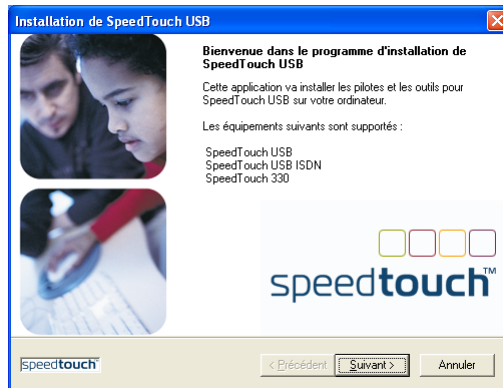 Installation de SpeedTouch USB
Bienvenue dans le programme d'installation de
SpeedTouch USB
Cette application va installer les pilotes et les outils pour
SpeedTouch USB sur votre ordinateur.
Les équipements suivants sont supportés :
SpeedTouch USB
SpeedTouch USB ISDN
SpeedTouch 330
speedtouch™
speedtouch™
< Précédent
Suivant >
Annuler